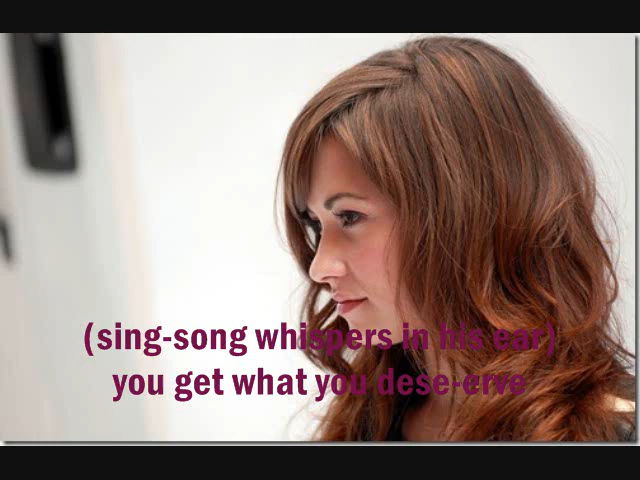 (sing-song whispers in his ear)
you get what you dese-erve